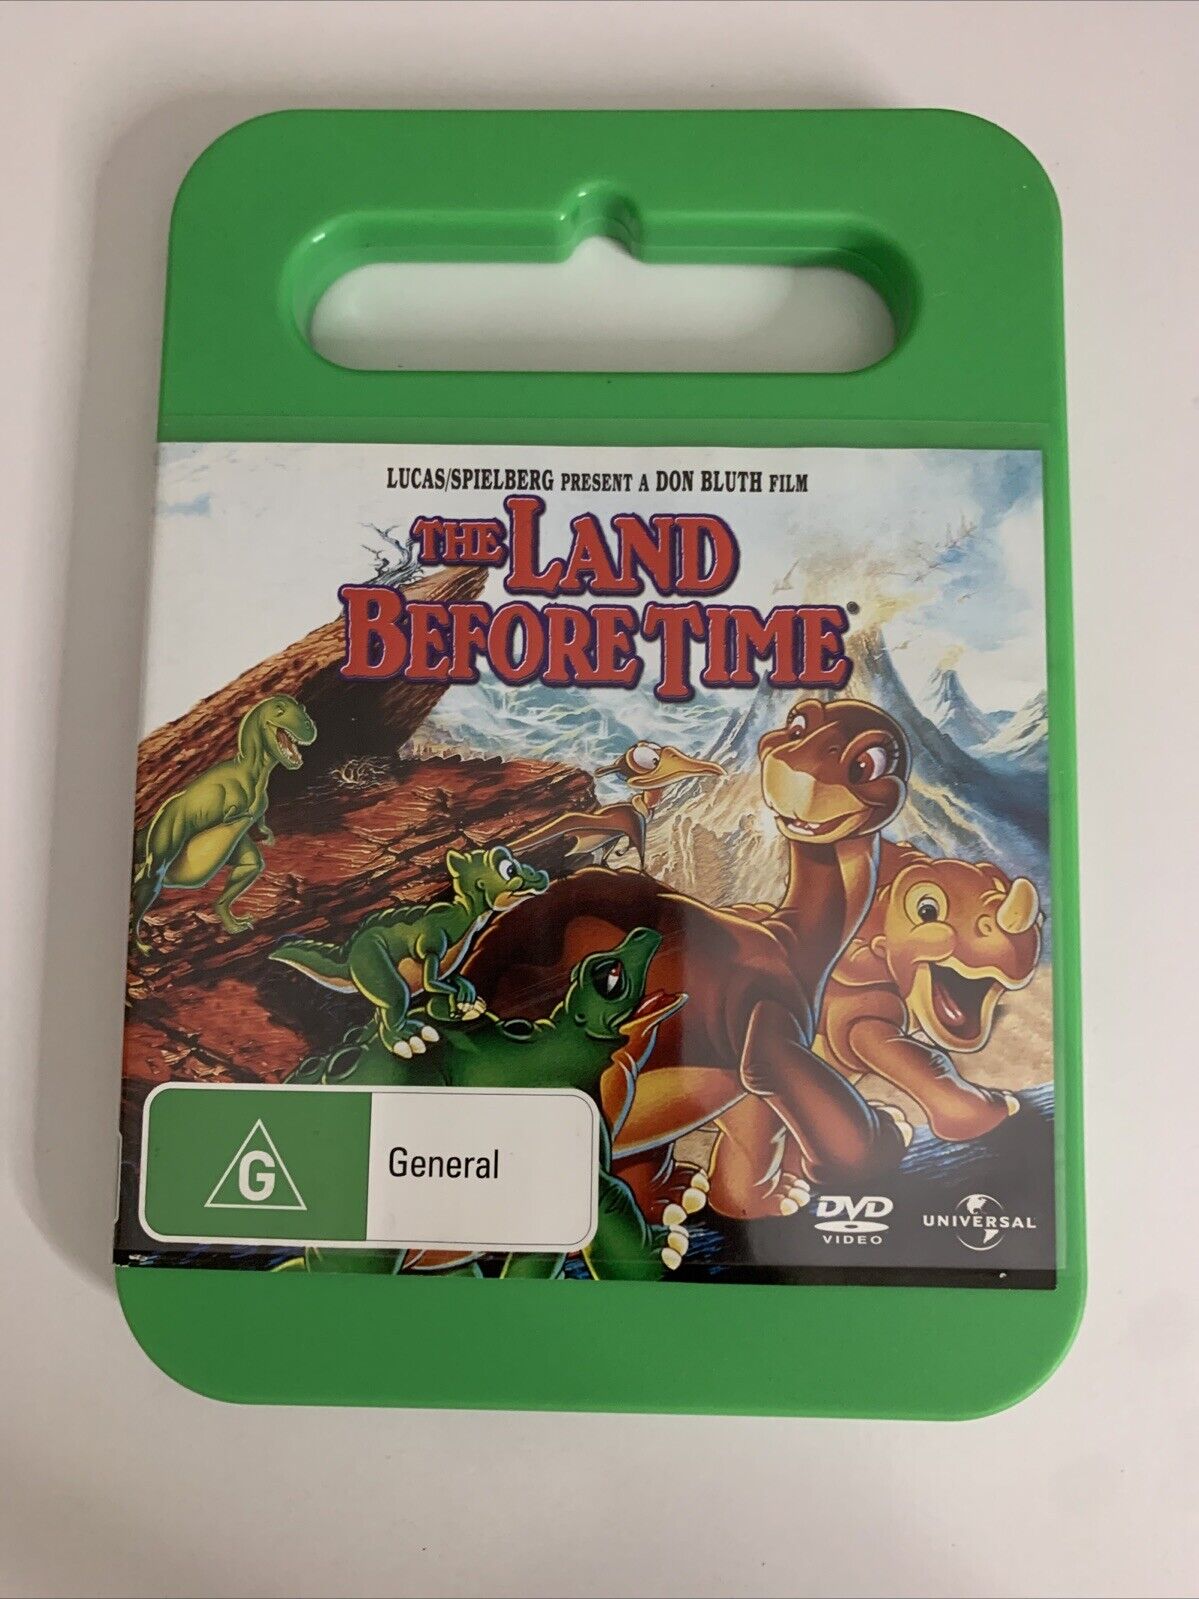 LUCAS/SPIELBERG PRESENT A DON BLUTH FILM
THE LAND
BEFORE TIME®
G
General
DVD
VIDEO
UNIVERSAL